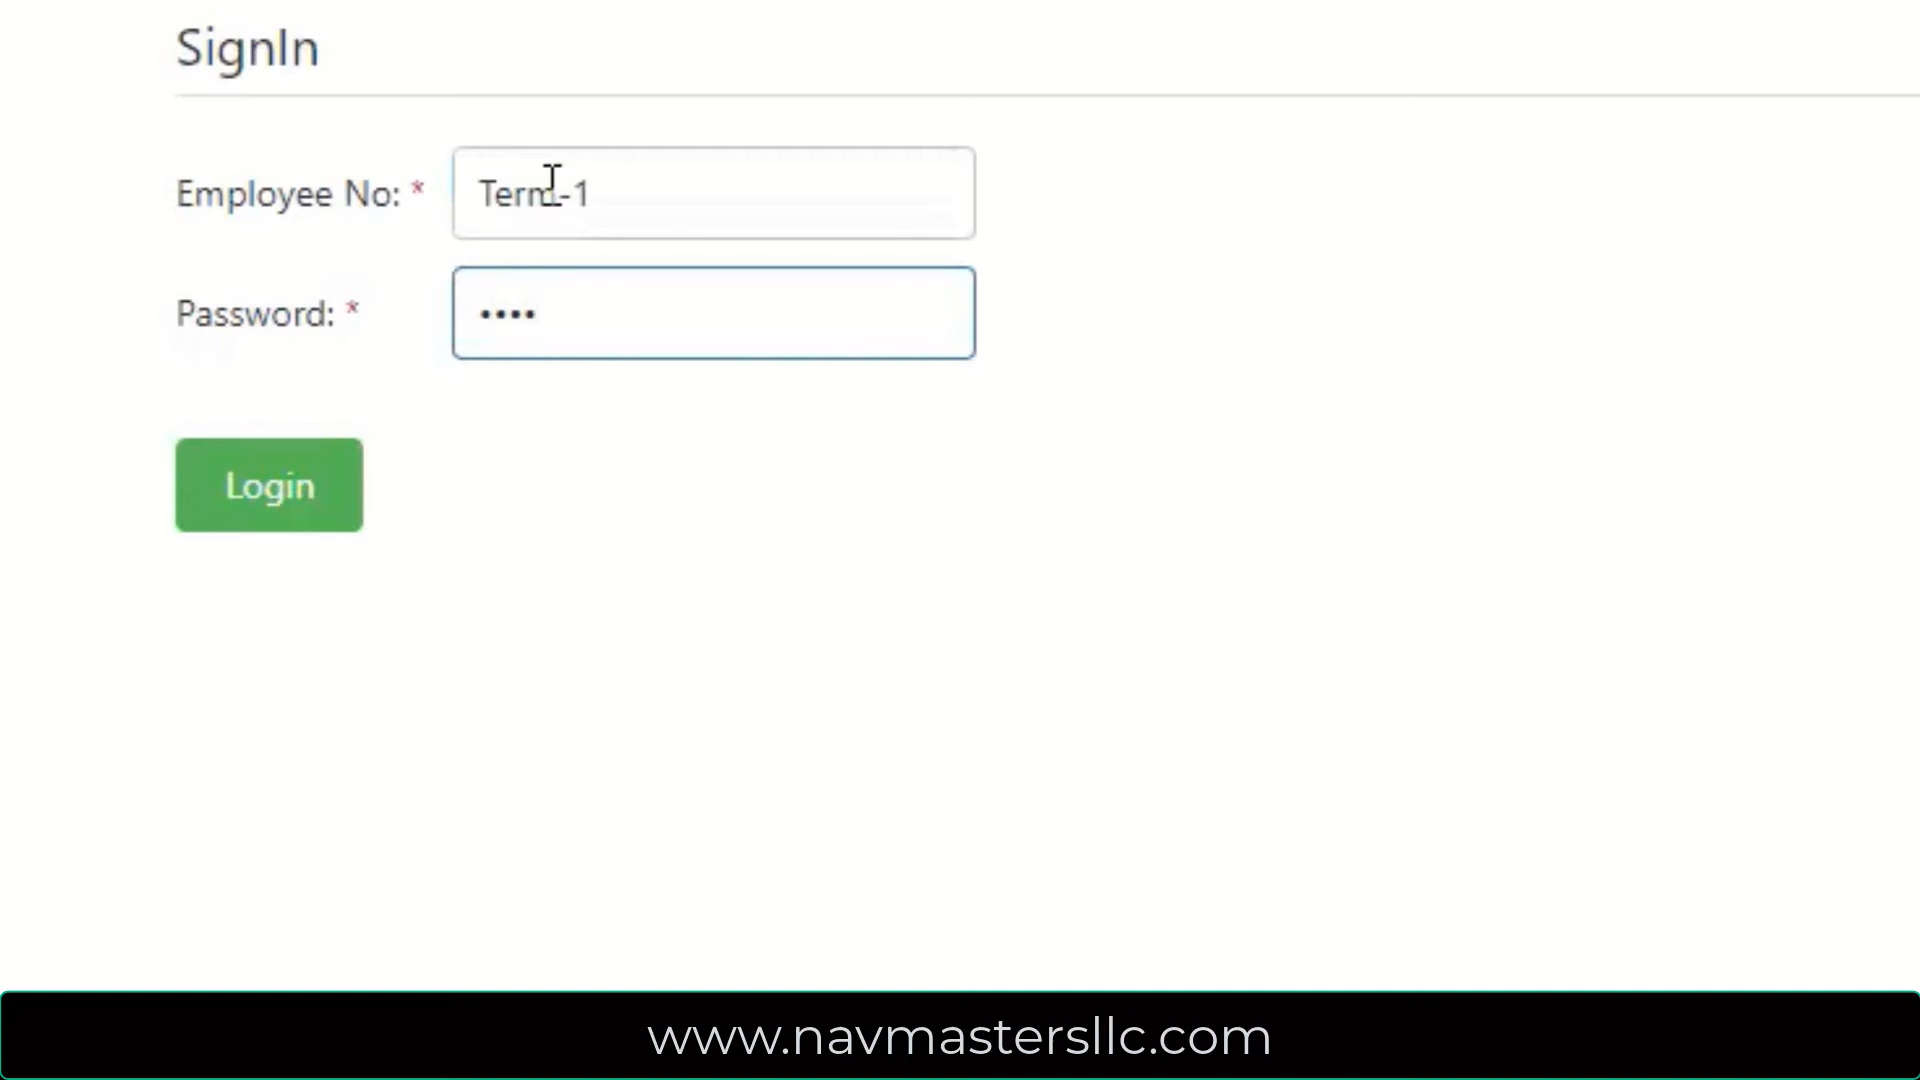 SignIn
Employee No: *
Term-1
Password: *
••••
Login
www.navmastersllc.com